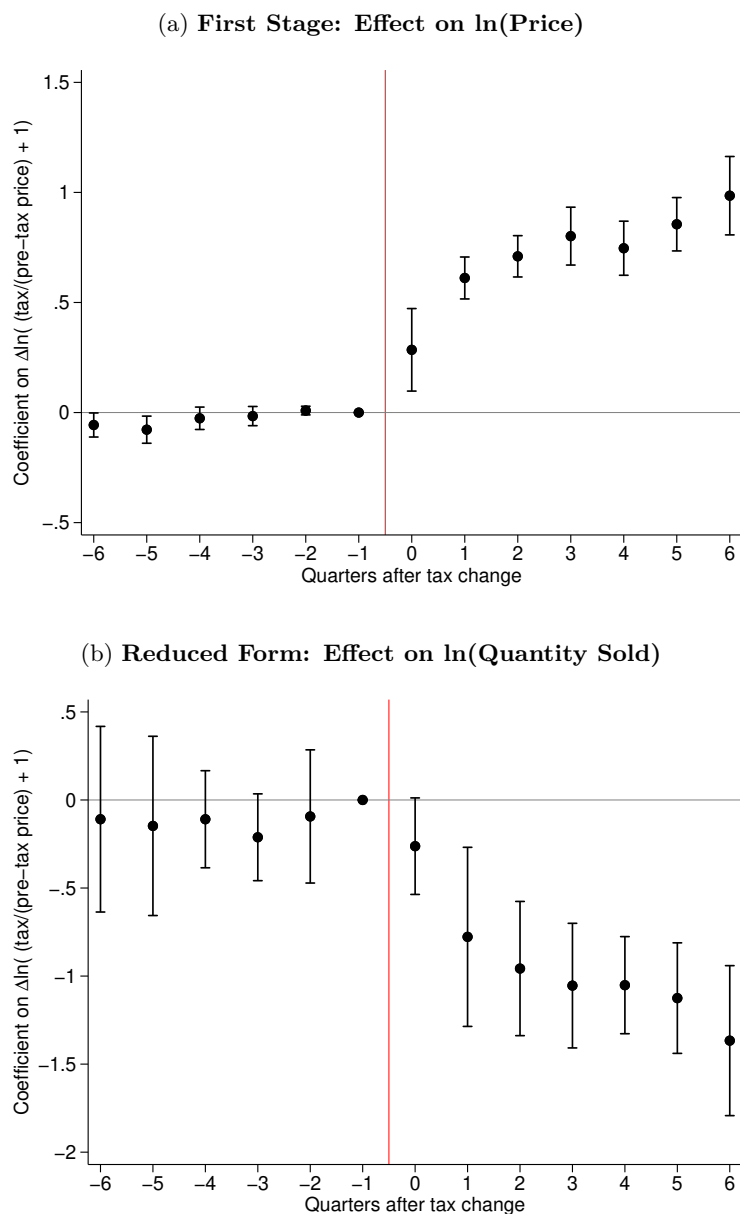 (a) First Stage: Effect on ln(Price)
Coefficient on Δln( (tax/(pre−tax price) + 1)
1.5
1
.5
0
−.5
−6 −5 −4 −3 −2 −1 0 1 2 3 4 5 6
Quarters after tax change
(b) Reduced Form: Effect on ln(Quantity Sold)
Coefficient on Δln( (tax/(pre−tax price) + 1)
.5
0
−.5
−1
−1.5
−2
−6 −5 −4 −3 −2 −1 0 1 2 3 4 5 6
Quarters after tax change